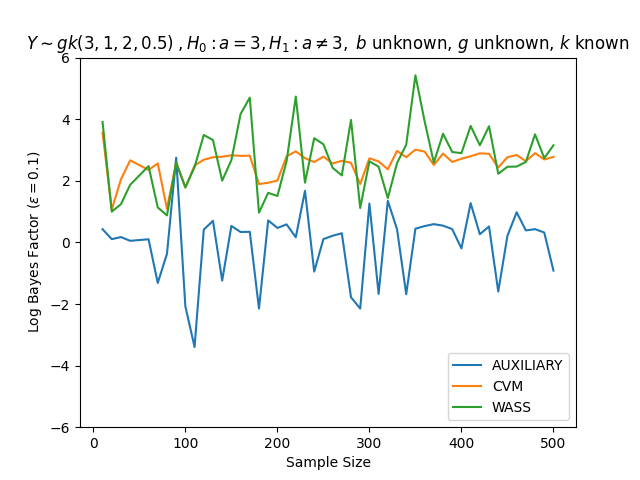 Y ∼ gk(3, 1, 2, 0.5) , H₀ : a = 3, H₁ : a ≠ 3, b unknown, g unknown, k known
Log Bayes Factor (ϵ = 0.1)
6
4
2
0
−2
−4
−6
0 100 200 300 400 500
Sample Size
AUXILIARY
CVM
WASS